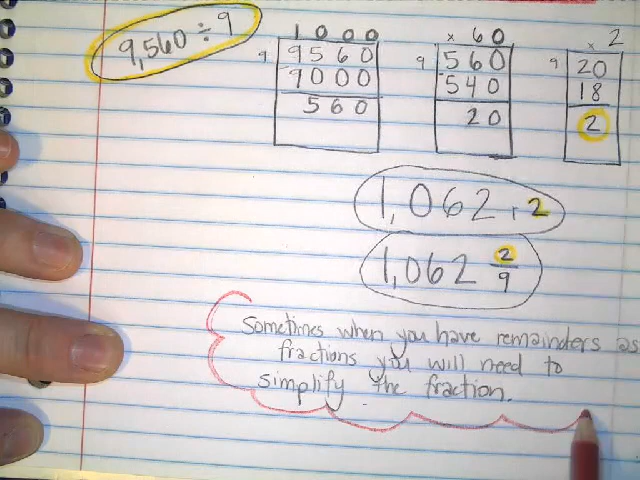 9,560 ÷ 9
1000
9 9560
9000
560
× 60
9 560
540
20
× 2
9 20
18
2
1,062 r 2
1,062 2/9
Sometimes when you have remainders as
fractions you will need to
simplify the fraction.